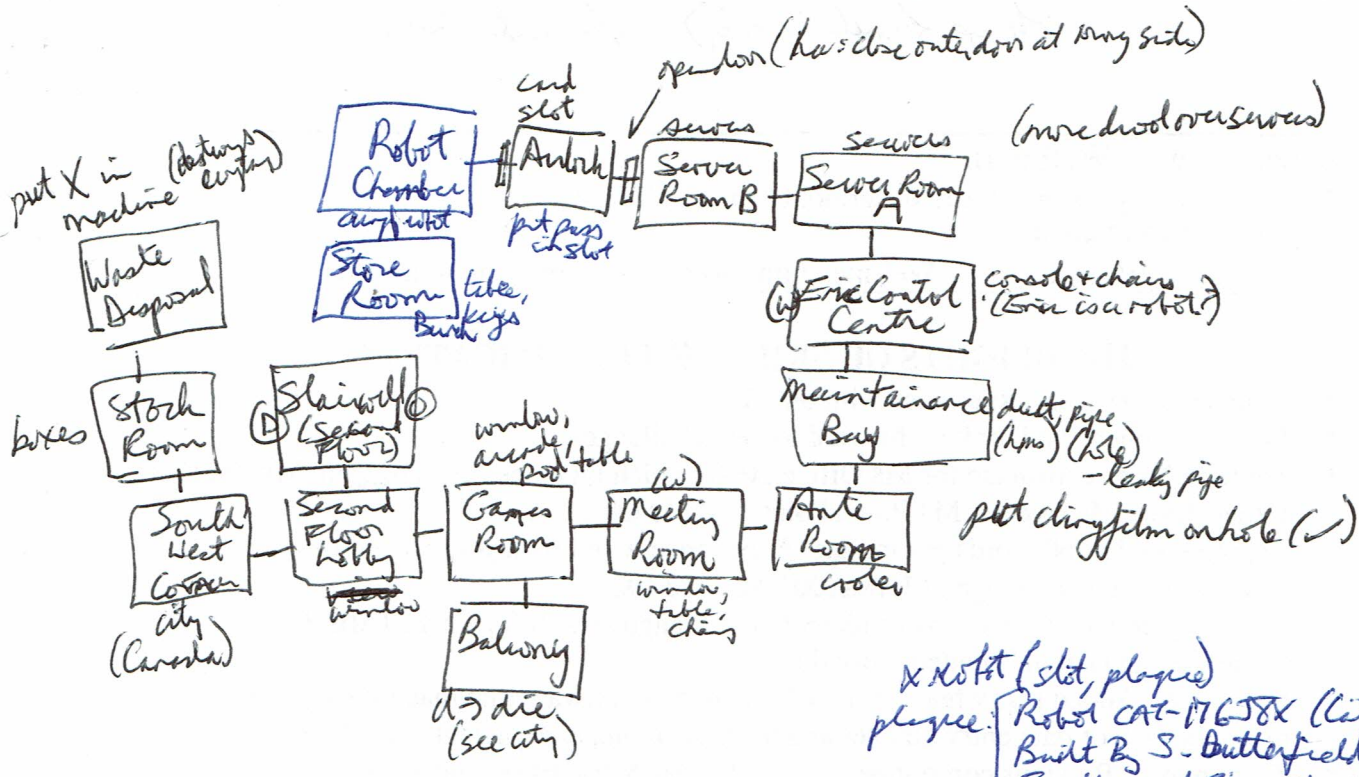 open door (has: close outer door at wrong side)
card
slot
Robot
Chamber
Airlock
put pass
in slot
servers
Server
Room B
servers
Server Room
A
(more drool over servers)
put X in (destroys
machine
Waste
Disposal
Store
Room
table,
keys
Eric Control
Centre
console + chairs
(Eric is a robot?)
boxes
Stock
Room
Stairwell
(Second
Floor)
U
D
window,
arcade,
pool table
Maintainance
Bay
duct, pipe
(hms) (hole)
- leaky pipe
put clingfilm on hole (w)
South
West
Corner
city
(Canada)
Second
Floor
Lobby
window
Games
Room
(w)
Meeting
Room
window,
table,
chairs
Ante
Room
cooler
Balcony
d -> die
(see city)
x robot (slot, plaque)
plaque: Robot CAT-17GJ8X
Built By S. Butterfield